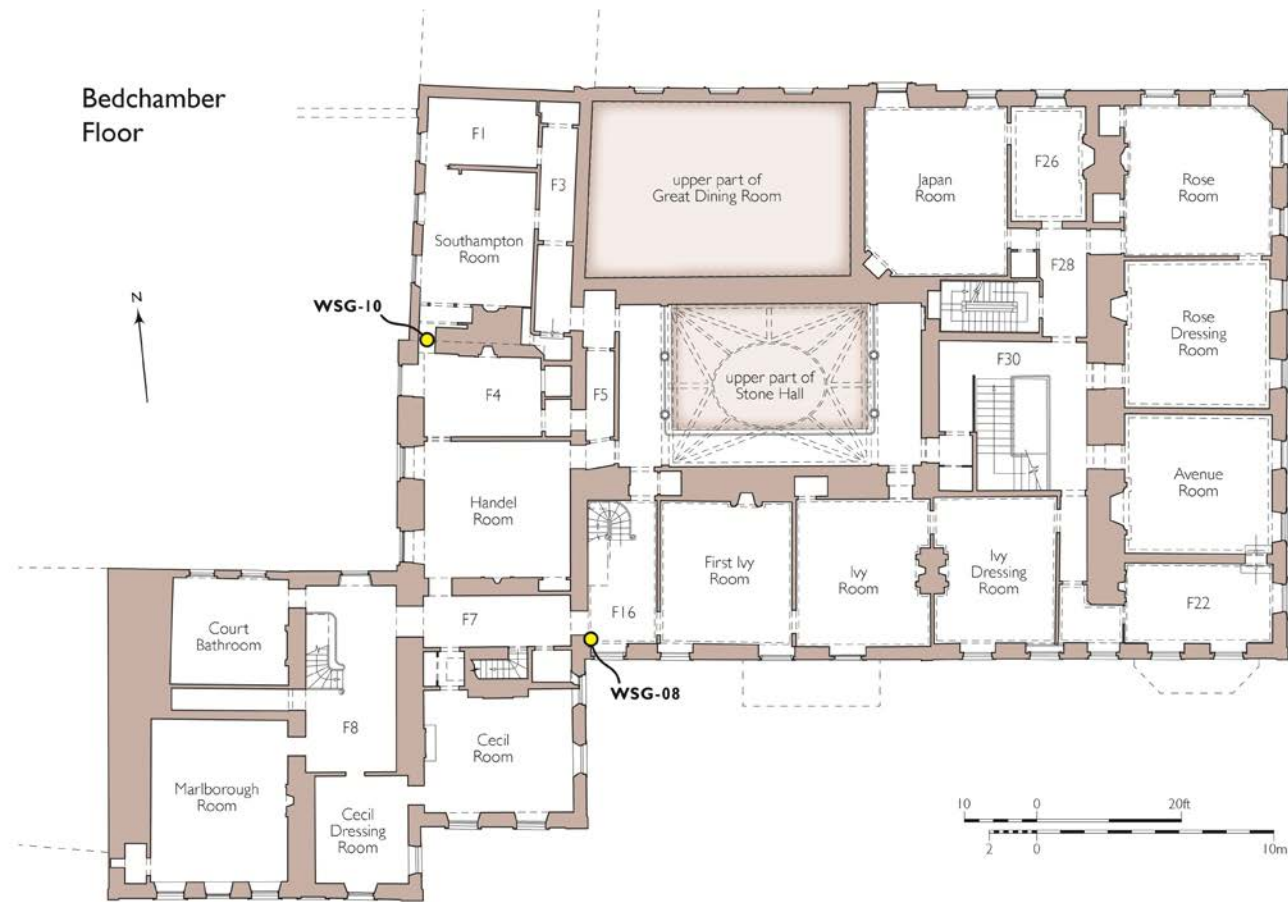 Bedchamber
Floor
F1
F3
upper part of
Great Dining Room
Japan
Room
F26
Rose
Room
Southampton
Room
F28
N
WSG-10
Rose
Dressing
Room
F30
upper part of
Stone Hall
F4
F5
Avenue
Room
Handel
Room
First Ivy
Room
Ivy
Room
Ivy
Dressing
Room
F16
F22
F7
Court
Bathroom
WSG-08
F8
Cecil
Room
Marlborough
Room
Cecil
Dressing
Room
10 0 20ft
2 0 10m